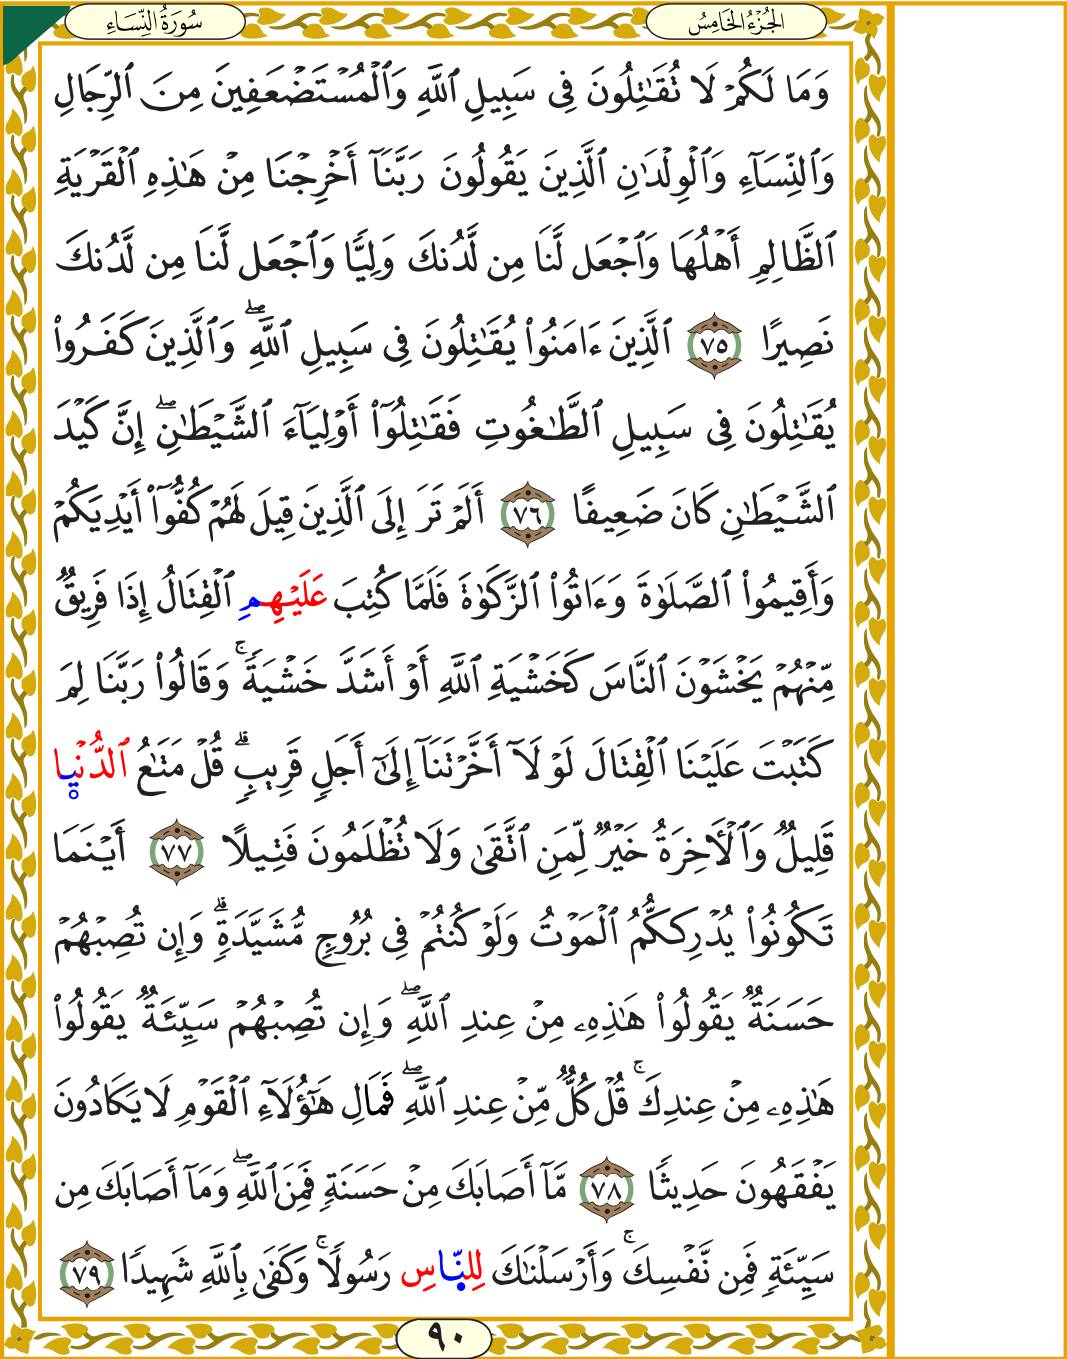 سُورَةُ النِّسَاءِ
الجُزْءُ الخَامِسُ
وَمَا لَكُمْ لَا تُقَٰتِلُونَ فِى سَبِيلِ ٱللَّهِ وَٱلْمُسْتَضْعَفِينَ مِنَ ٱلرِّجَالِ
وَٱلنِّسَآءِ وَٱلْوِلْدَٰنِ ٱلَّذِينَ يَقُولُونَ رَبَّنَآ أَخْرِجْنَا مِنْ هَٰذِهِ ٱلْقَرْيَةِ
ٱلظَّالِمِ أَهْلُهَا وَٱجْعَل لَّنَا مِن لَّدُنكَ وَلِيًّا وَٱجْعَل لَّنَا مِن لَّدُنكَ
نَصِيرًا ٧٥ ٱلَّذِينَ ءَامَنُوا۟ يُقَٰتِلُونَ فِى سَبِيلِ ٱللَّهِ ۖ وَٱلَّذِينَ كَفَرُوا۟
يُقَٰتِلُونَ فِى سَبِيلِ ٱلطَّٰغُوتِ فَقَٰتِلُوٓا۟ أَوْلِيَآءَ ٱلشَّيْطَٰنِ ۖ إِنَّ كَيْدَ
ٱلشَّيْطَٰنِ كَانَ ضَعِيفًا ٧٦ أَلَمْ تَرَ إِلَى ٱلَّذِينَ قِيلَ لَهُمْ كُفُّوٓا۟ أَيْدِيَكُمْ
وَأَقِيمُوا۟ ٱلصَّلَوٰةَ وَءَاتُوا۟ ٱلزَّكَوٰةَ فَلَمَّا كُتِبَ عَلَيْهِمِ ٱلْقِتَالُ إِذَا فَرِيقٌ
مِّنْهُمْ يَخْشَوْنَ ٱلنَّاسَ كَخَشْيَةِ ٱللَّهِ أَوْ أَشَدَّ خَشْيَةً ۚ وَقَالُوا۟ رَبَّنَا لِمَ
كَتَبْتَ عَلَيْنَا ٱلْقِتَالَ لَوْلَآ أَخَّرْتَنَآ إِلَىٰٓ أَجَلٍ قَرِيبٍ ۗ قُلْ مَتَٰعُ ٱلدُّنْيَا
قَلِيلٌ وَٱلْأَخِرَةُ خَيْرٌ لِّمَنِ ٱتَّقَىٰ وَلَا تُظْلَمُونَ فَتِيلًا ٧٧ أَيْنَمَا
تَكُونُوا۟ يُدْرِككُّمُ ٱلْمَوْتُ وَلَوْ كُنتُمْ فِى بُرُوجٍ مُّشَيَّدَةٍ ۗ وَإِن تُصِبْهُمْ
حَسَنَةٌ يَقُولُوا۟ هَٰذِهِۦ مِنْ عِندِ ٱللَّهِ ۖ وَإِن تُصِبْهُمْ سَيِّئَةٌ يَقُولُوا۟
هَٰذِهِۦ مِنْ عِندِكَ ۚ قُلْ كُلٌّ مِّنْ عِندِ ٱللَّهِ ۖ فَمَالِ هَٰٓؤُلَآءِ ٱلْقَوْمِ لَا يَكَادُونَ
يَفْقَهُونَ حَدِيثًا ٧٨ مَّآ أَصَابَكَ مِنْ حَسَنَةٍ فَمِنَ ٱللَّهِ ۖ وَمَآ أَصَابَكَ مِن
سَيِّئَةٍ فَمِن نَّفْسِكَ ۚ وَأَرْسَلْنَٰكَ لِلنَّاسِ رَسُولًا ۚ وَكَفَىٰ بِٱللَّهِ شَهِيدًا ٧٩
٩٠